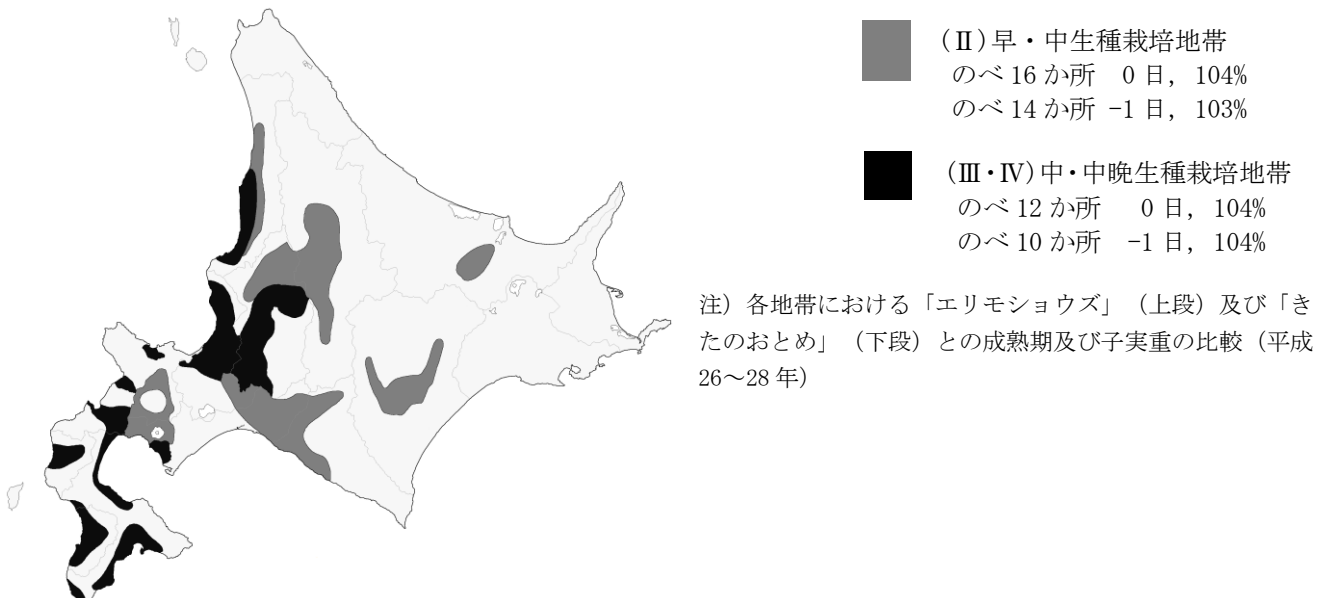 (Ⅱ)早・中生種栽培地帯
のべ 16 か所 0 日, 104%
のべ 14 か所 -1 日, 103%
(Ⅲ・Ⅳ)中・中晩生種栽培地帯
のべ 12 か所 0 日, 104%
のべ 10 か所 -1 日, 104%
注）各地帯における「エリモショウズ」（上段）及び「き
たのおとめ」（下段）との成熟期及び子実重の比較（平成
26～28 年）